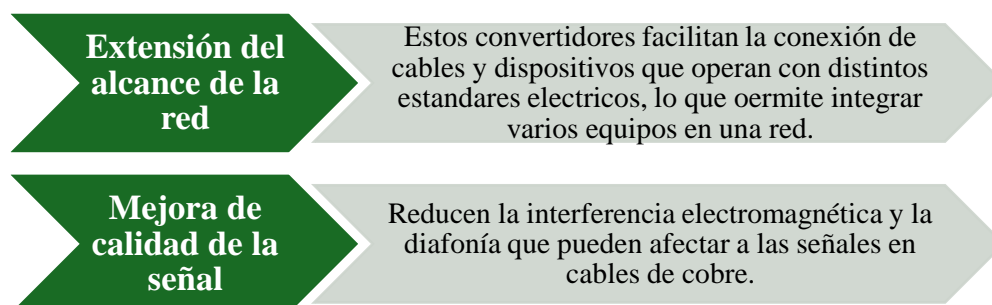 Extensión del
alcance de la
red
Estos convertidores facilitan la conexión de
cables y dispositivos que operan con distintos
estandares electricos, lo que oermite integrar
varios equipos en una red.
Mejora de
calidad de la
señal
Reducen la interferencia electromagnética y la
diafonía que pueden afectar a las señales en
cables de cobre.